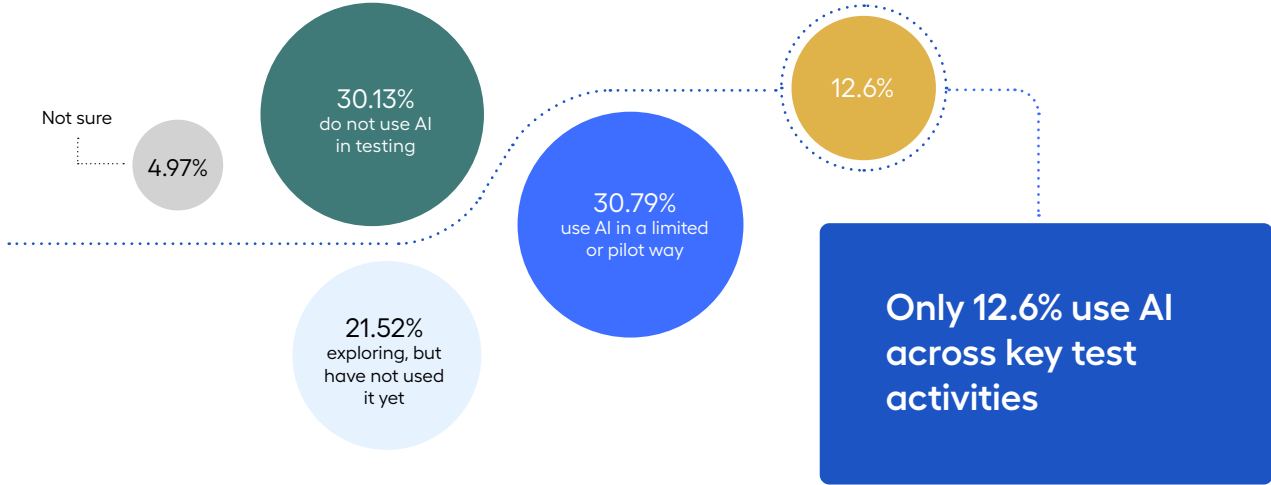 Not sure
4.97%
30.13%
do not use AI
in testing
21.52%
exploring, but
have not used
it yet
30.79%
use AI in a limited
or pilot way
12.6%
Only 12.6% use AI
across key test
activities